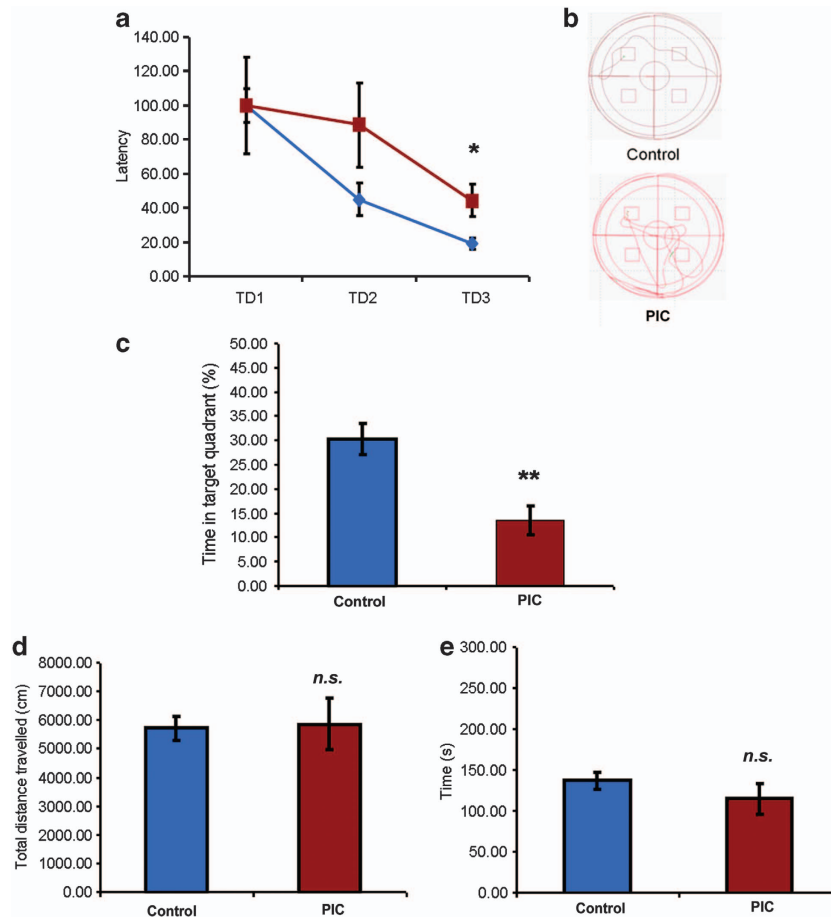 a
140.00
120.00
100.00
80.00
60.00
40.00
20.00
0.00
Latency
*
TD1 TD2 TD3
b
Control
PIC
c
50.00
45.00
40.00
35.00
30.00
25.00
20.00
15.00
10.00
5.00
0.00
Time in target quadrant (%)
**
Control PIC
d
8000.00
7000.00
6000.00
5000.00
4000.00
3000.00
2000.00
1000.00
0.00
Total distance travelled (cm)
n.s.
Control PIC
e
300.00
250.00
200.00
150.00
100.00
50.00
0.00
Time (s)
n.s.
Control PIC